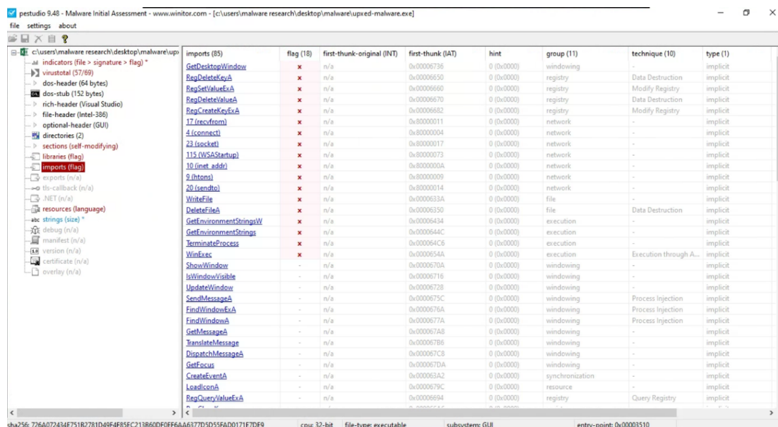 pestudio 9.48 - Malware Initial Assessment - www.winitor.com - [c:\users\malware research\desktop\malware\upxed-malware.exe]
file settings about
c:\users\malware research\desktop\malware\upx
indicators (file > signature > flag) *
virustotal (57/69)
dos-header (64 bytes)
dos-stub (152 bytes)
rich-header (Visual Studio)
file-header (Intel-386)
optional-header (GUI)
directories (2)
sections (self-modifying)
libraries (flag)
imports (flag)
exports (n/a)
tls-callback (n/a)
.NET (n/a)
resources (language)
abc strings (size) *
debug (n/a)
manifest (n/a)
1.0 version (n/a)
certificate (n/a)
overlay (n/a)
imports (85) flag (18) first-thunk-original (INT) first-thunk (IAT) hint group (11) technique (10) type (1)
GetDesktopWindow x n/a 0x00006736 0 (0x0000) windowing - implicit
RegDeleteKeyA x n/a 0x00006650 0 (0x0000) registry Data Destruction implicit
RegSetValueExA x n/a 0x00006660 0 (0x0000) registry Modify Registry implicit
RegDeleteValueA x n/a 0x00006670 0 (0x0000) registry Data Destruction implicit
RegCreateKeyExA x n/a 0x00006682 0 (0x0000) registry Modify Registry implicit
17 (recvfrom) x n/a 0x80000011 0 (0x0000) network - implicit
4 (connect) x n/a 0x80000004 0 (0x0000) network - implicit
23 (socket) x n/a 0x80000017 0 (0x0000) network - implicit
115 (WSAStartup) x n/a 0x80000073 0 (0x0000) network - implicit
10 (inet_addr) x n/a 0x8000000A 0 (0x0000) network - implicit
9 (htons) x n/a 0x80000009 0 (0x0000) network - implicit
20 (sendto) x n/a 0x80000014 0 (0x0000) network - implicit
WriteFile x n/a 0x0000633A 0 (0x0000) file - implicit
DeleteFileA x n/a 0x00006350 0 (0x0000) file Data Destruction implicit
GetEnvironmentStringsW x n/a 0x00006434 0 (0x0000) execution - implicit
GetEnvironmentStrings x n/a 0x0000644C 0 (0x0000) execution - implicit
TerminateProcess x n/a 0x000064C6 0 (0x0000) execution - implicit
WinExec x n/a 0x0000654A 0 (0x0000) execution Execution through A... implicit
ShowWindow - n/a 0x0000670A 0 (0x0000) windowing - implicit
IsWindowVisible - n/a 0x00006716 0 (0x0000) windowing - implicit
UpdateWindow - n/a 0x00006728 0 (0x0000) windowing - implicit
SendMessageA - n/a 0x0000675C 0 (0x0000) windowing Process Injection implicit
FindWindowExA - n/a 0x0000676A 0 (0x0000) windowing Process Injection implicit
FindWindowA - n/a 0x0000677A 0 (0x0000) windowing Process Injection implicit
GetMessageA - n/a 0x000067A8 0 (0x0000) windowing - implicit
TranslateMessage - n/a 0x000067B6 0 (0x0000) windowing - implicit
DispatchMessageA - n/a 0x000067C8 0 (0x0000) windowing - implicit
GetFocus - n/a 0x000067DA 0 (0x0000) windowing - implicit
CreateEventA - n/a 0x000063A2 0 (0x0000) synchronization - implicit
LoadIconA - n/a 0x0000679C 0 (0x0000) resource - implicit
RegQueryValueExA - n/a 0x00006694 0 (0x0000) registry Query Registry implicit
cpu: 32-bit file-type: executable subsystem: GUI entry-point: 0x00003510